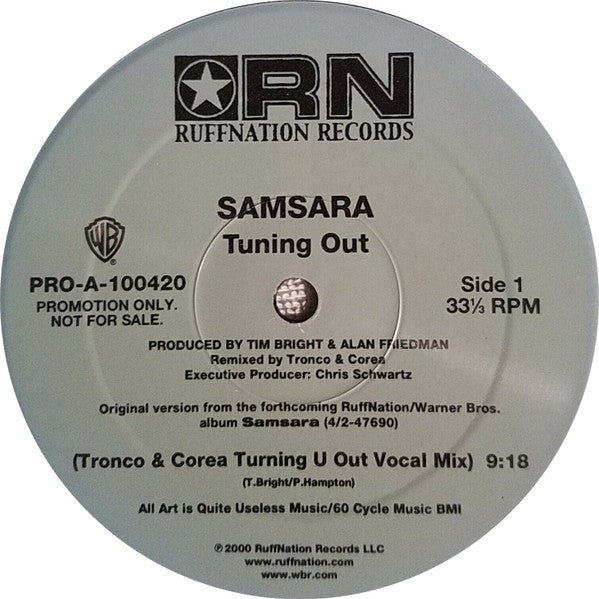 RN
RUFFNATION RECORDS
SAMSARA
Tuning Out
WB
PRO-A-100420
PROMOTION ONLY.
NOT FOR SALE.
Side 1
33⅓ RPM
PRODUCED BY TIM BRIGHT & ALAN FRIEDMAN
Remixed by Tronco & Corea
Executive Producer: Chris Schwartz
Original version from the forthcoming RuffNation/Warner Bros.
album Samsara (4/2-47690)
(Tronco & Corea Turning U Out Vocal Mix) 9:18
(T.Bright/P.Hampton)
All Art is Quite Useless Music/60 Cycle Music BMI
℗2000 RuffNation Records LLC
www.ruffnation.com
www.wbr.com